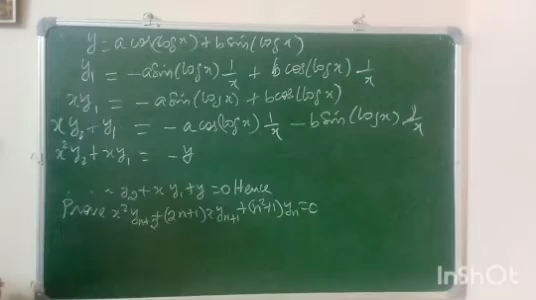 y = a cos(log x) + b sin(log x)
y₁ = -a sin(log x) 1/x + b cos(log x) 1/x
xy₁ = -a sin(log x) + b cos(log x)
xy₂ + y₁ = -a cos(log x) 1/x - b sin(log x) 1/x
x²y₂ + xy₁ = -y
y₂ + xy₁ + y = 0 Hence
Prove x²yₙ₊₂ + (2n+1)xyₙ₊₁ + (n²+1)yₙ = 0
InShOt